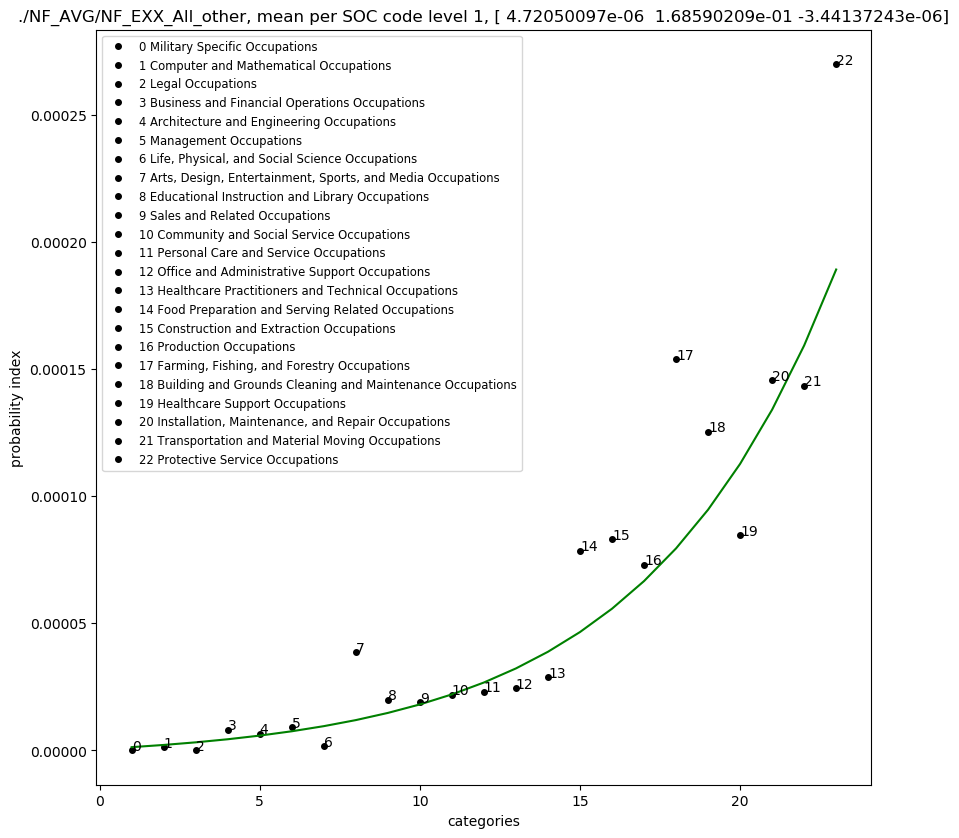 ./NF_AVG/NF_EXX_All_other, mean per SOC code level 1, [ 4.72050097e-06  1.68590209e-01 -3.44137243e-06]
0 Military Specific Occupations
1 Computer and Mathematical Occupations
2 Legal Occupations
3 Business and Financial Operations Occupations
4 Architecture and Engineering Occupations
5 Management Occupations
6 Life, Physical, and Social Science Occupations
7 Arts, Design, Entertainment, Sports, and Media Occupations
8 Educational Instruction and Library Occupations
9 Sales and Related Occupations
10 Community and Social Service Occupations
11 Personal Care and Service Occupations
12 Office and Administrative Support Occupations
13 Healthcare Practitioners and Technical Occupations
14 Food Preparation and Serving Related Occupations
15 Construction and Extraction Occupations
16 Production Occupations
17 Farming, Fishing, and Forestry Occupations
18 Building and Grounds Cleaning and Maintenance Occupations
19 Healthcare Support Occupations
20 Installation, Maintenance, and Repair Occupations
21 Transportation and Material Moving Occupations
22 Protective Service Occupations
probability index
0.00025
0.00020
0.00015
0.00010
0.00005
0.00000
0
1
2
3
4
5
6
7
8
9
10
11
12
13
14
15
16
17
18
19
20
21
22
0
5
10
15
20
categories